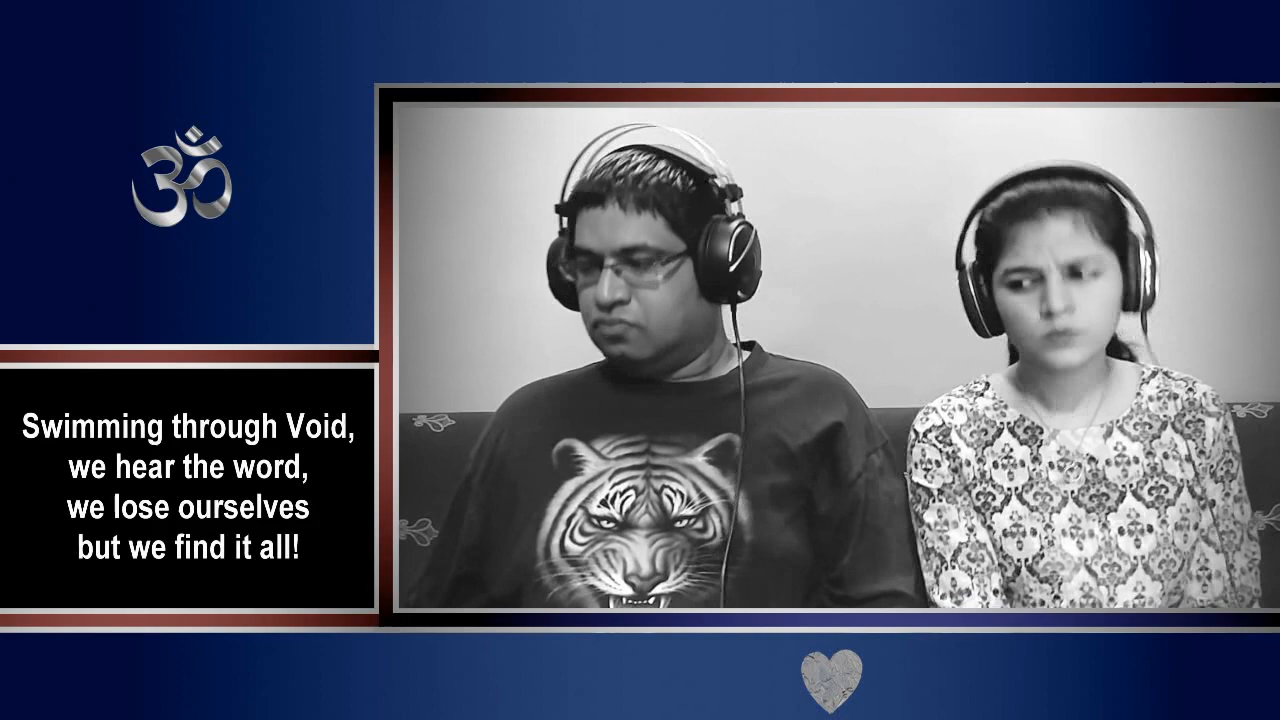 ॐ
Swimming through Void,
we hear the word,
we lose ourselves
but we find it all!